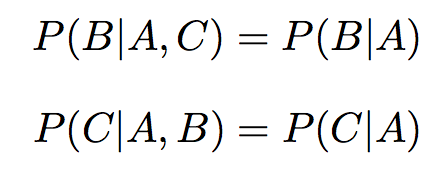 P(B|A, C) = P(B|A)
P(C|A, B) = P(C|A)